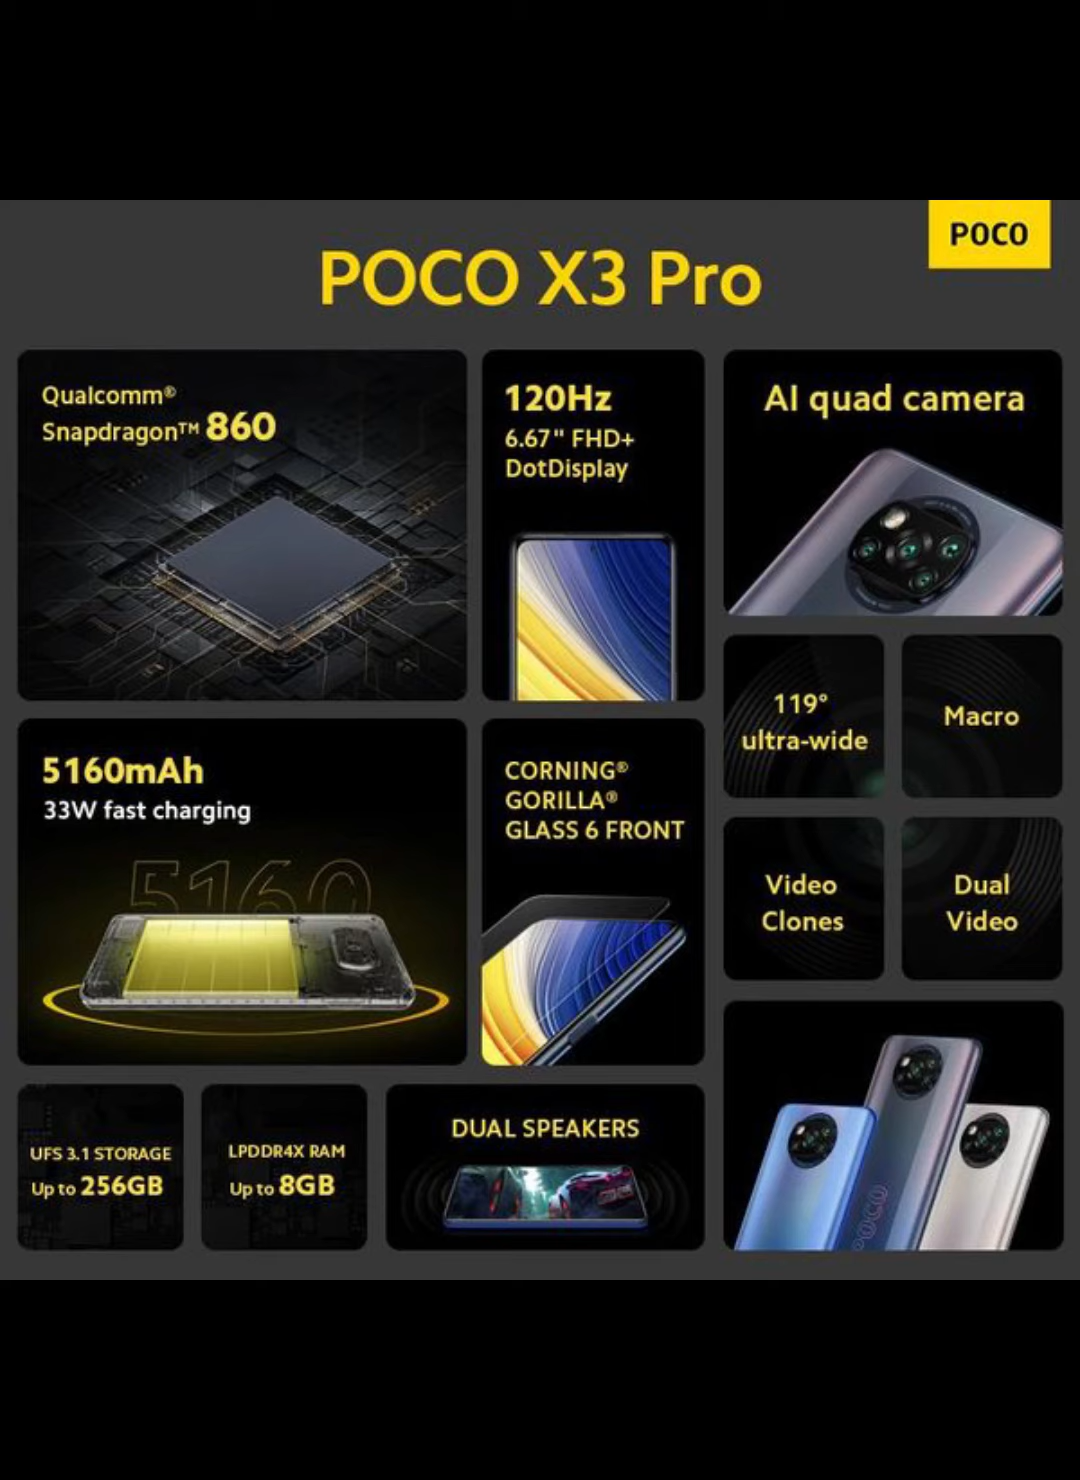 POCO
POCO X3 Pro
Qualcomm®
Snapdragon™ 860
120Hz
6.67" FHD+
DotDisplay
AI quad camera
119°
ultra-wide
Macro
5160mAh
33W fast charging
5160
CORNING®
GORILLA®
GLASS 6 FRONT
Video
Clones
Dual
Video
UFS 3.1 STORAGE
Up to 256GB
LPDDR4X RAM
Up to 8GB
DUAL SPEAKERS
POCO